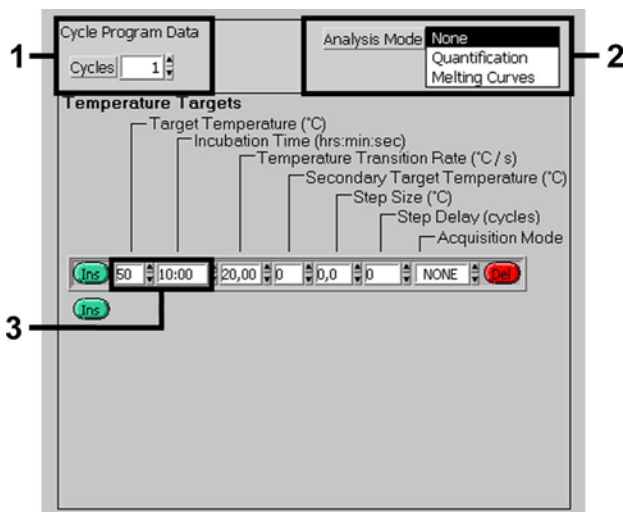 Cycle Program Data
Cycles 1
Analysis Mode None
Quantification
Melting Curves
1
2
Temperature Targets
Target Temperature (°C)
Incubation Time (hrs:min:sec)
Temperature Transition Rate (°C / s)
Secondary Target Temperature (°C)
Step Size (°C)
Step Delay (cycles)
Acquisition Mode
Ins 50 10:00 20,00 0 0,0 0 NONE Del
Ins
3